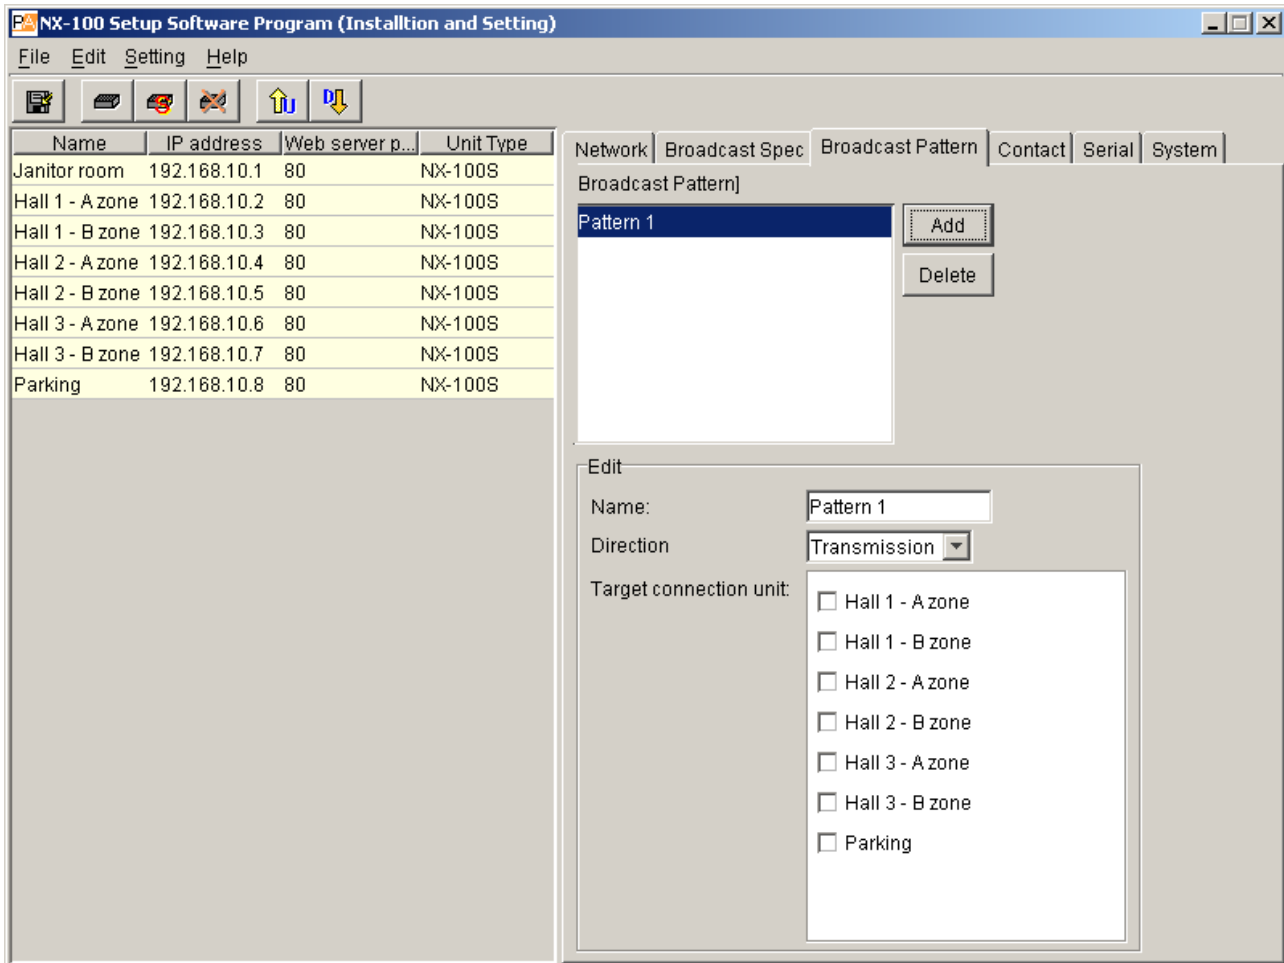 PA NX-100 Setup Software Program (Installtion and Setting)
File Edit Setting Help
U D
Name IP address Web server p... Unit Type
Janitor room 192.168.10.1 80 NX-100S
Hall 1 - A zone 192.168.10.2 80 NX-100S
Hall 1 - B zone 192.168.10.3 80 NX-100S
Hall 2 - A zone 192.168.10.4 80 NX-100S
Hall 2 - B zone 192.168.10.5 80 NX-100S
Hall 3 - A zone 192.168.10.6 80 NX-100S
Hall 3 - B zone 192.168.10.7 80 NX-100S
Parking 192.168.10.8 80 NX-100S
Network Broadcast Spec Broadcast Pattern Contact Serial System
Broadcast Pattern]
Pattern 1
Add
Delete
Edit
Name: Pattern 1
Direction Transmission
Target connection unit:
Hall 1 - A zone
Hall 1 - B zone
Hall 2 - A zone
Hall 2 - B zone
Hall 3 - A zone
Hall 3 - B zone
Parking